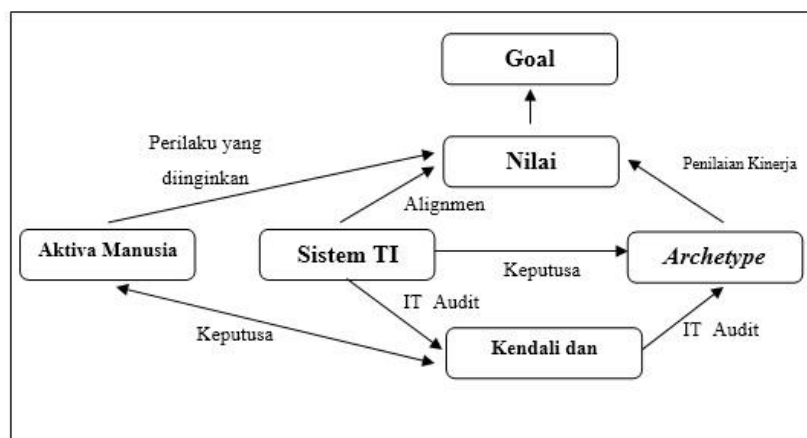 Goal
Perilaku yang
diinginkan
Nilai
Penilaian Kinerja
Alignmen
Aktiva Manusia
Sistem TI
Keputusa
Archetype
IT Audit
Keputusa
Kendali dan
IT Audit